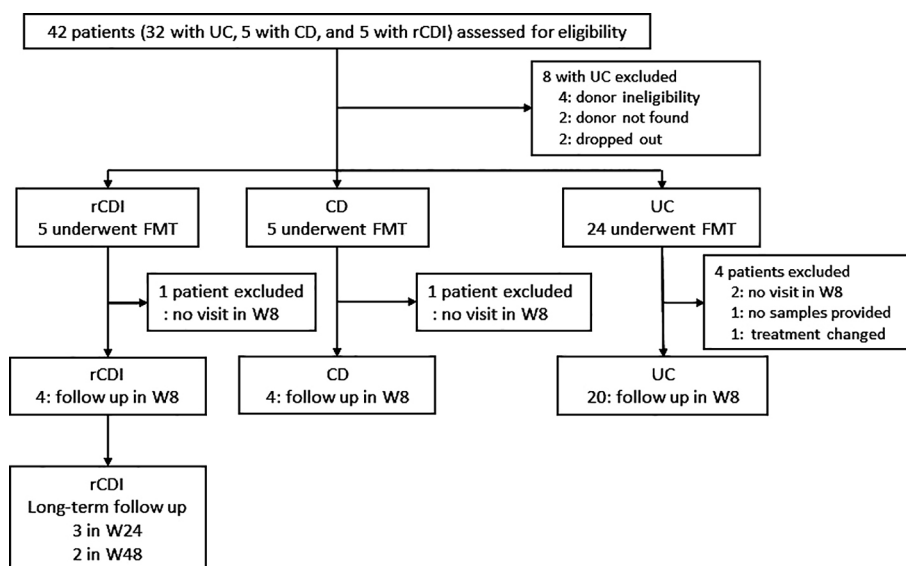 42 patients (32 with UC, 5 with CD, and 5 with rCDI) assessed for eligibility
8 with UC excluded
4: donor ineligibility
2: donor not found
2: dropped out
rCDI
5 underwent FMT
CD
5 underwent FMT
UC
24 underwent FMT
1 patient excluded
: no visit in W8
1 patient excluded
: no visit in W8
4 patients excluded
2: no visit in W8
1: no samples provided
1: treatment changed
rCDI
4: follow up in W8
CD
4: follow up in W8
UC
20: follow up in W8
rCDI
Long-term follow up
3 in W24
2 in W48